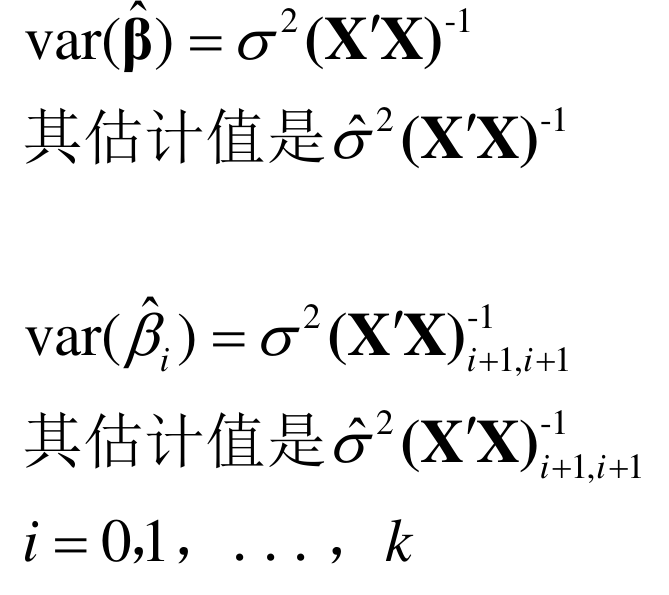 var(β̂) = σ²(X′X)⁻¹
其估计值是σ̂²(X′X)⁻¹
var(β̂ᵢ) = σ²(X′X)⁻¹ᵢ₊₁,ᵢ₊₁
其估计值是σ̂²(X′X)⁻¹ᵢ₊₁,ᵢ₊₁
i = 0,1，...，k